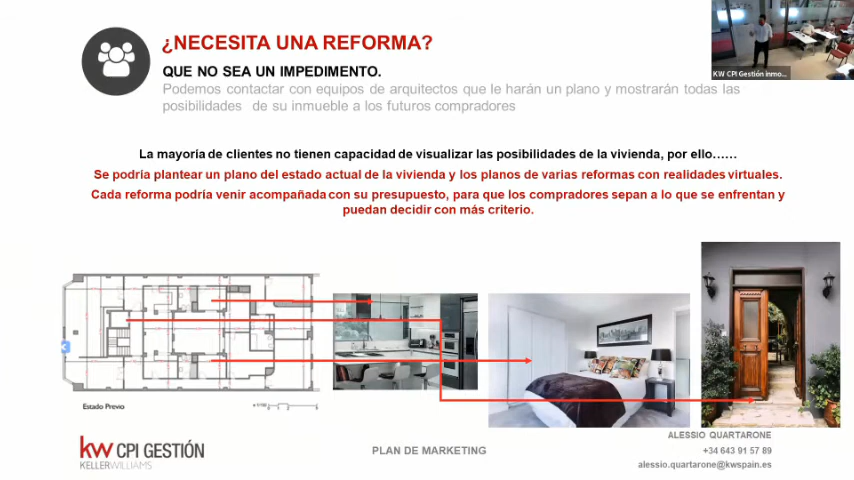 ¿NECESITA UNA REFORMA?
QUE NO SEA UN IMPEDIMENTO.
Podemos contactar con equipos de arquitectos que le harán un plano y mostrarán todas las
posibilidades de su inmueble a los futuros compradores
KW CPI Gestión inmo...
La mayoría de clientes no tienen capacidad de visualizar las posibilidades de la vivienda, por ello……
Se podría plantear un plano del estado actual de la vivienda y los planos de varias reformas con realidades virtuales.
Cada reforma podría venir acompañada con su presupuesto, para que los compradores sepan a lo que se enfrentan y
puedan decidir con más criterio.
Estado Previo
kw CPI GESTIÓN
KELLERWILLIAMS
PLAN DE MARKETING
ALESSIO QUARTARONE
+34 643 91 57 89
alessio.quartarone@kwspain.es